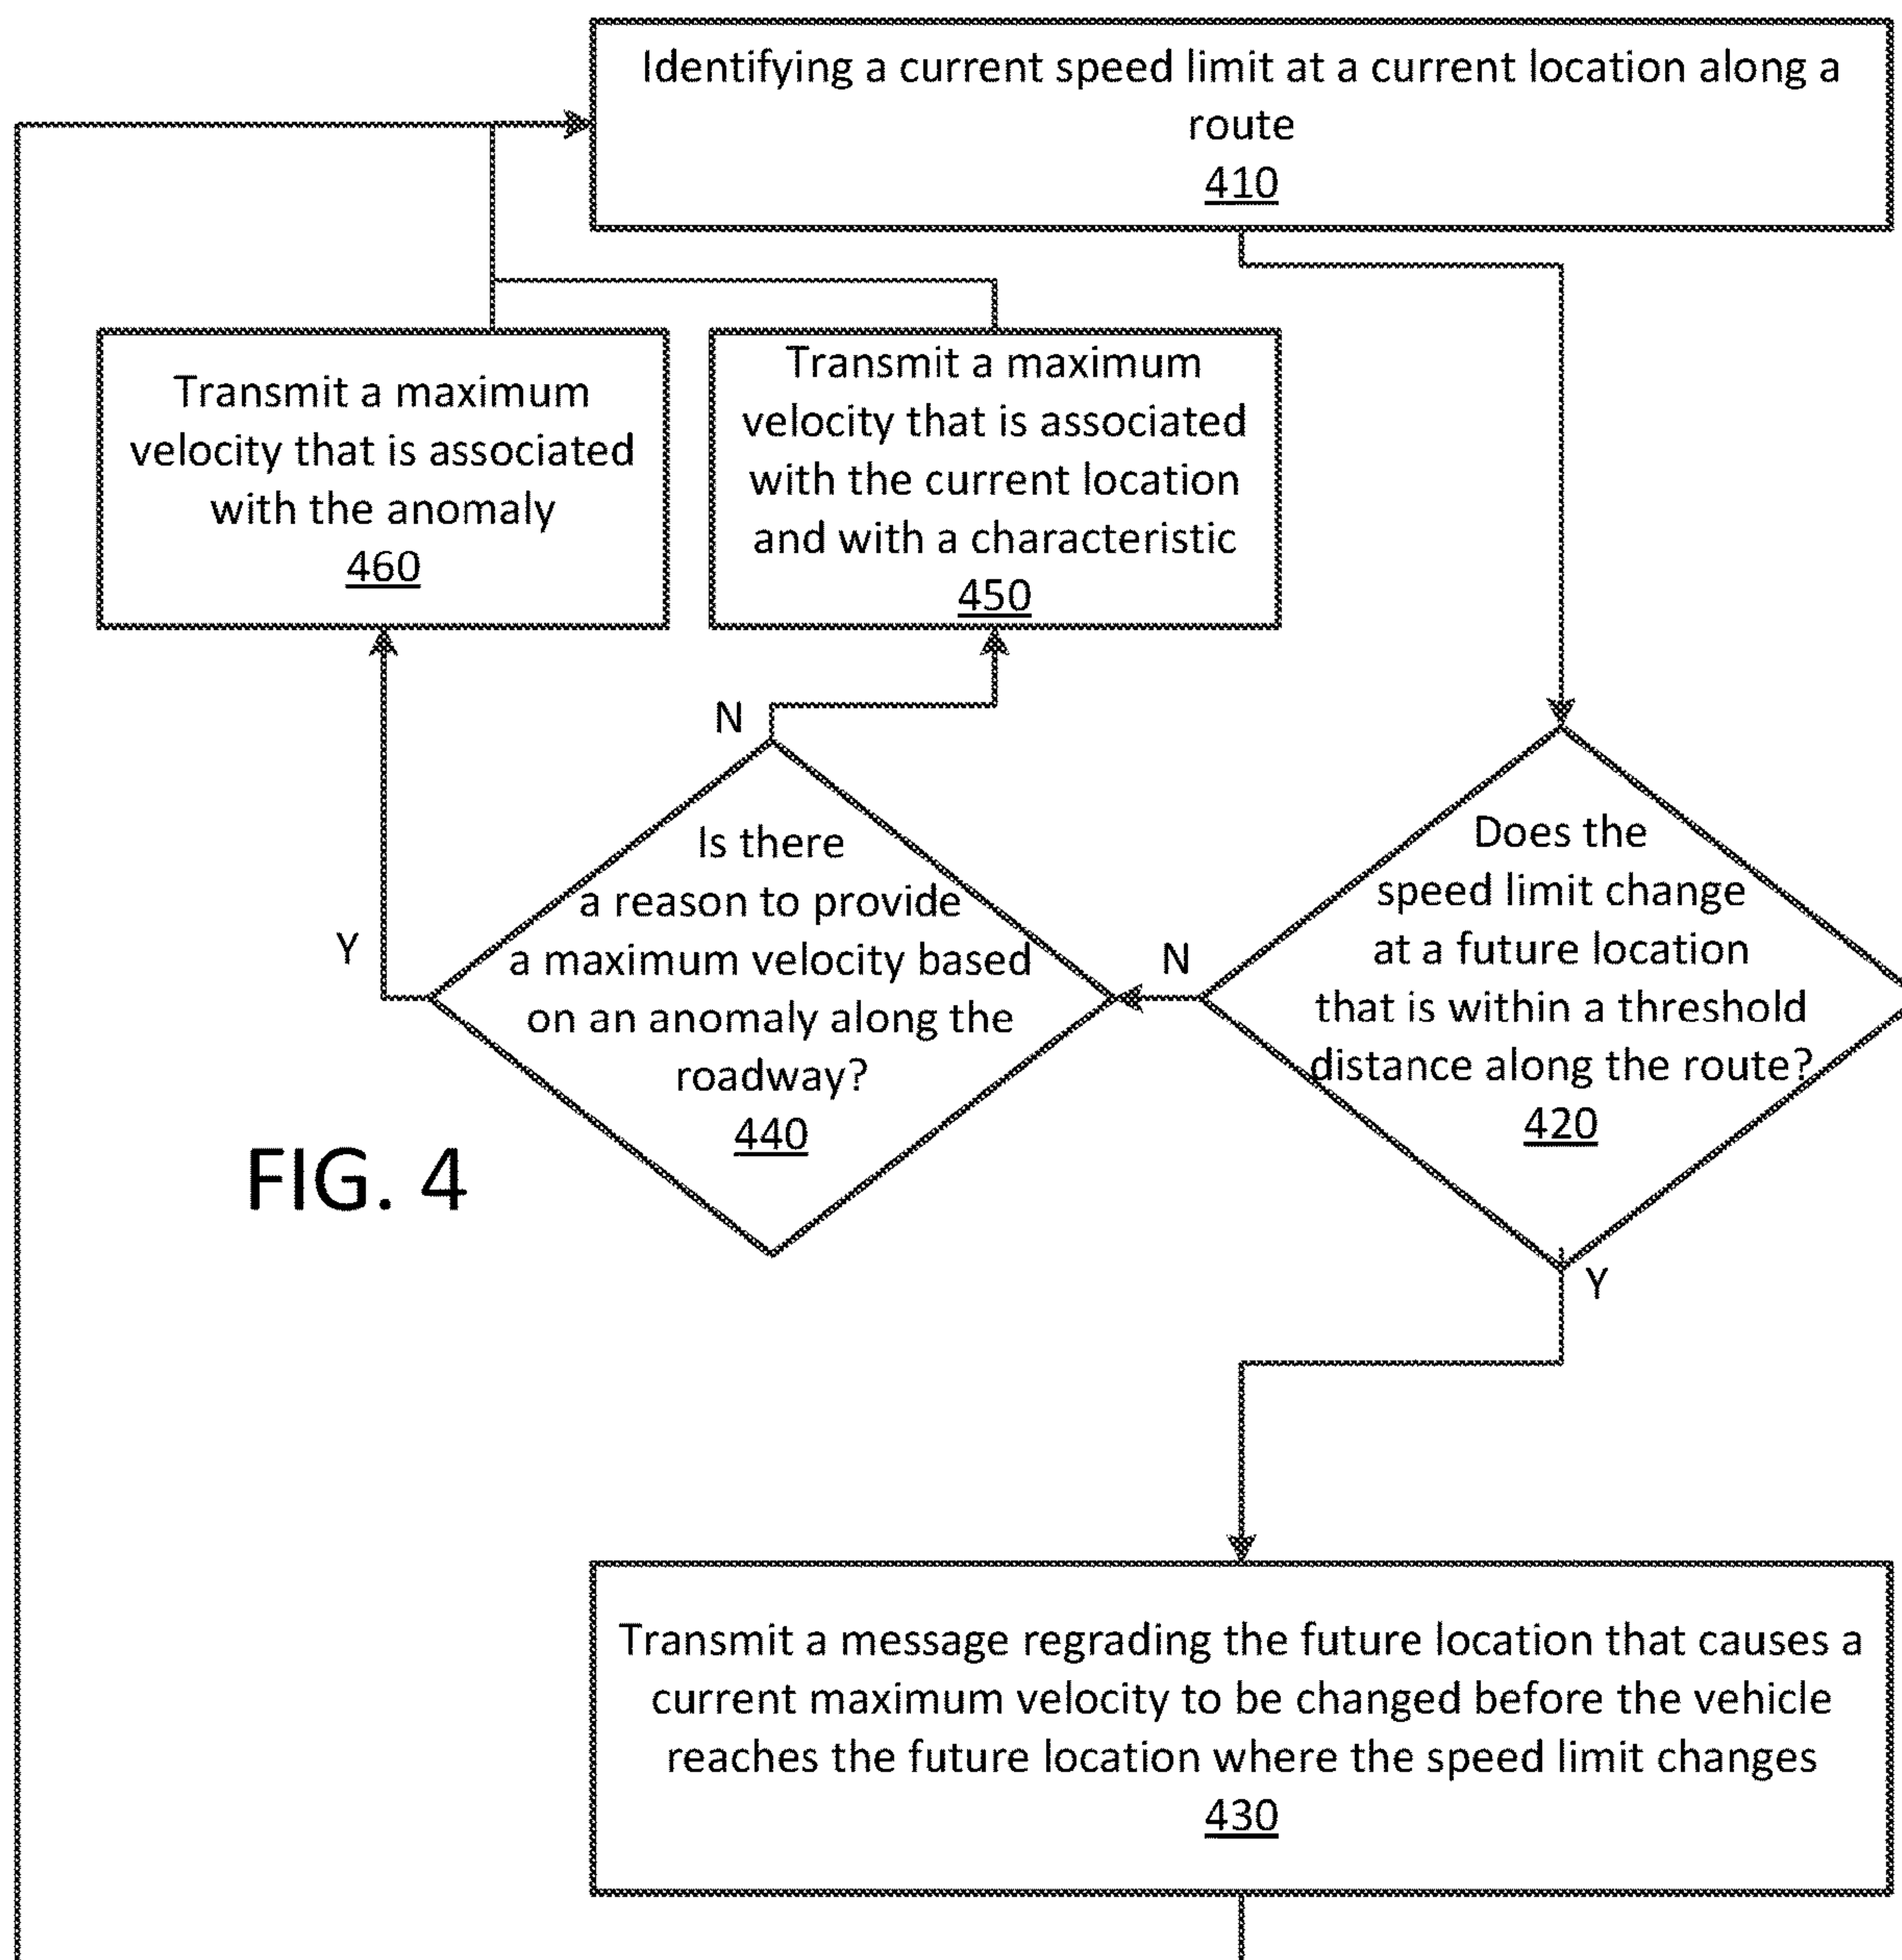 Identifying a current speed limit at a current location along a
route
410
Transmit a maximum
velocity that is associated
with the anomaly
460
Transmit a maximum
velocity that is associated
with the current location
and with a characteristic
450
N
Y
Is there
a reason to provide
a maximum velocity based
on an anomaly along the
roadway?
440
N
Does the
speed limit change
at a future location
that is within a threshold
distance along the route?
420
Y
FIG. 4
Transmit a message regrading the future location that causes a
current maximum velocity to be changed before the vehicle
reaches the future location where the speed limit changes
430